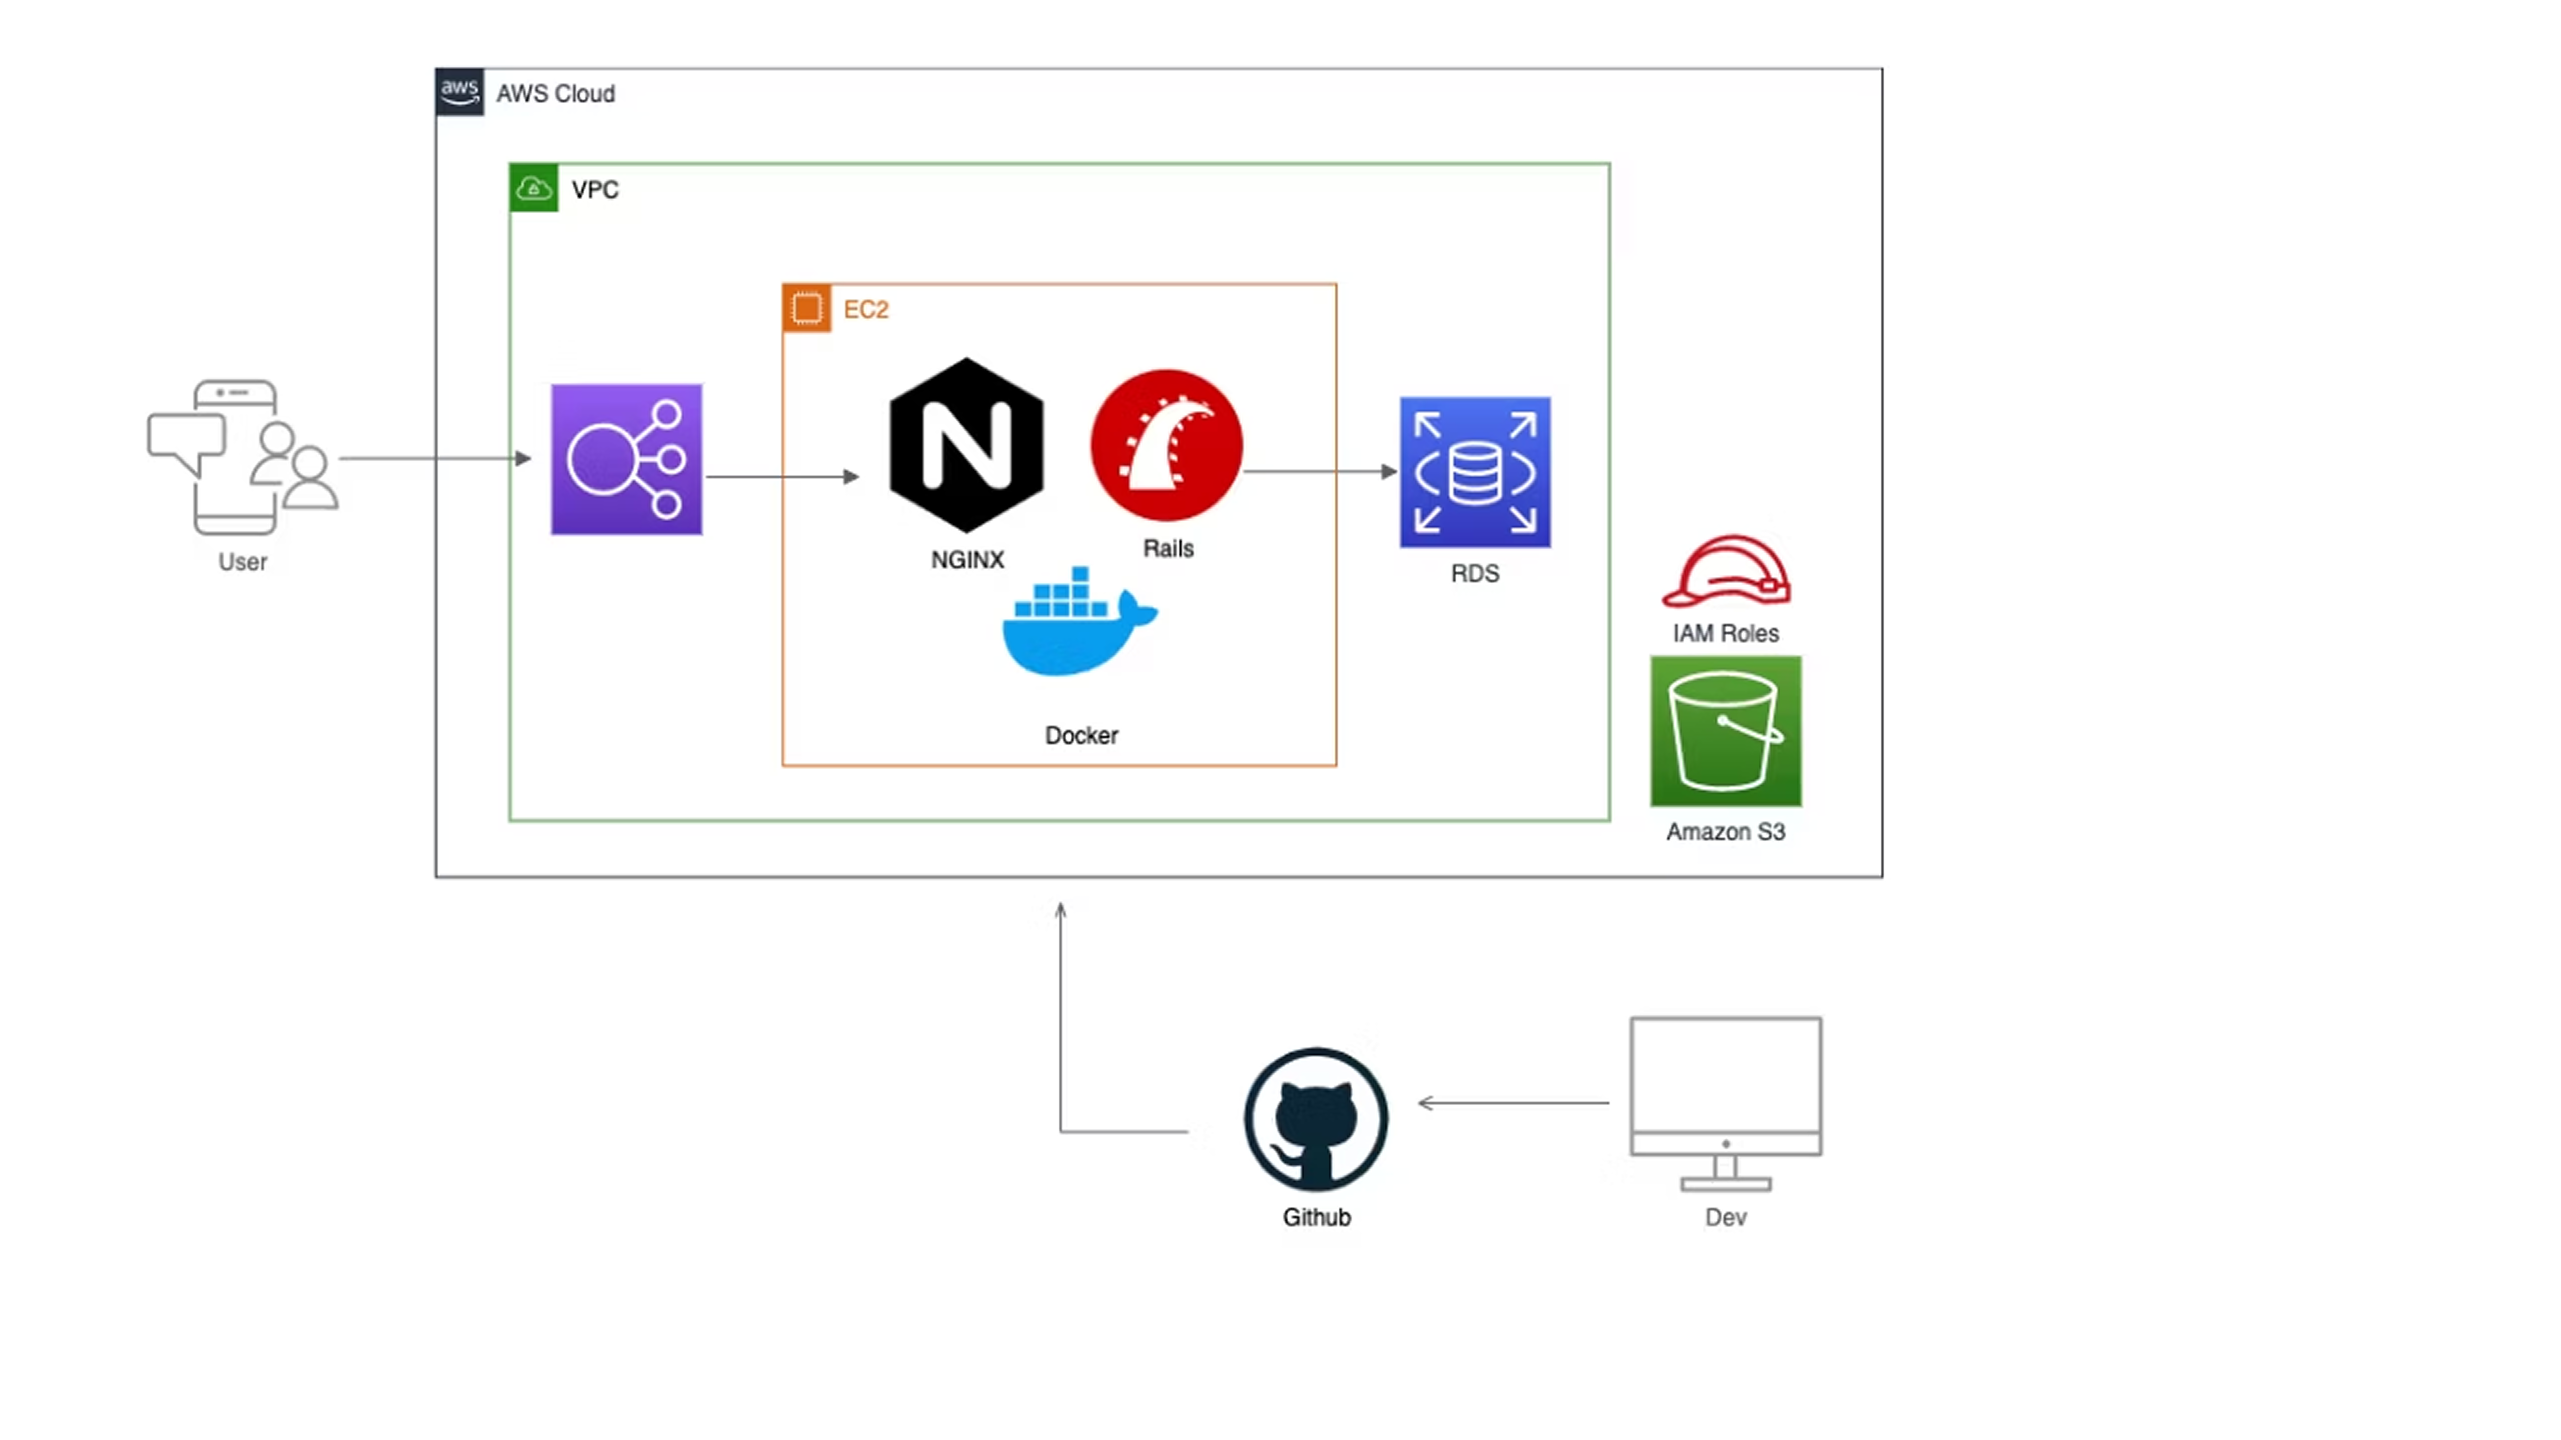 aws
AWS Cloud
VPC
EC2
NGINX
Rails
User
RDS
IAM Roles
Docker
Amazon S3
Github
Dev